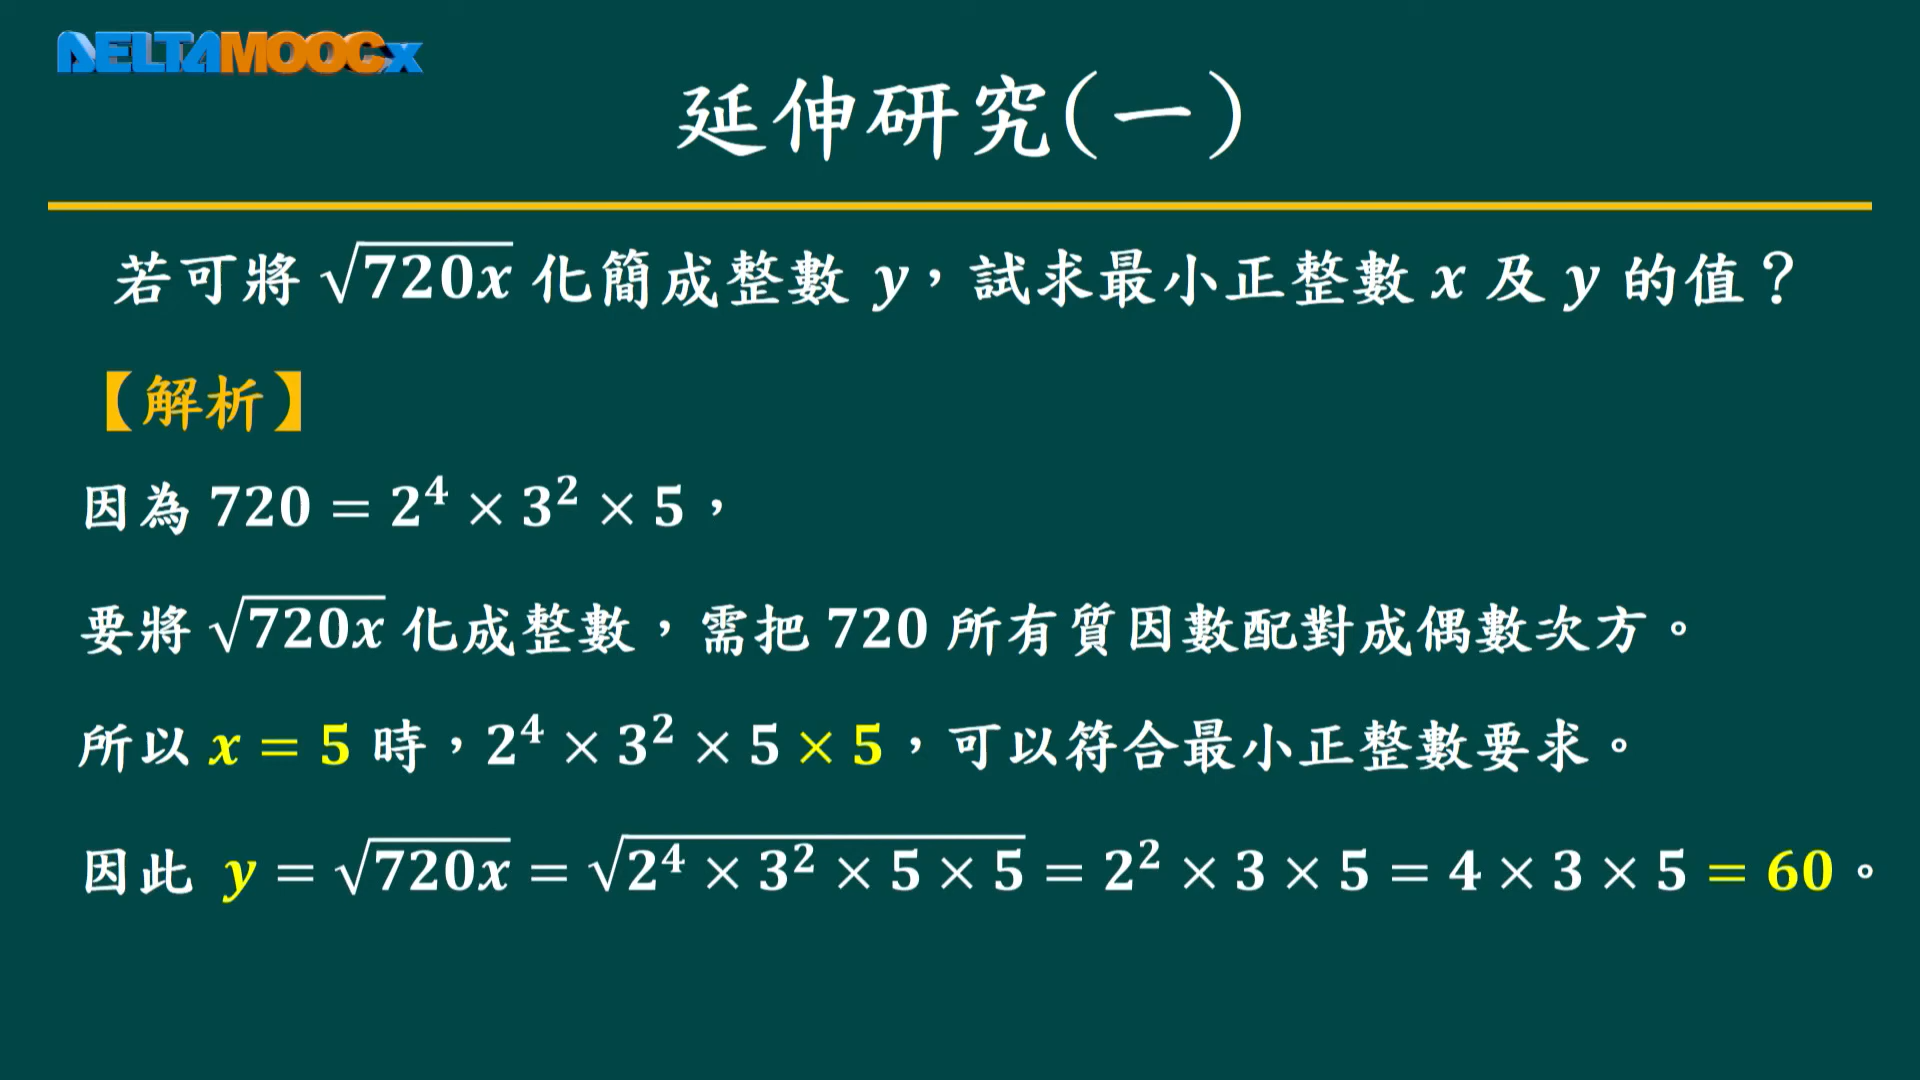 DELTAMOOCx
延伸研究(一)
若可將 √720x 化簡成整數 y，試求最小正整數 x 及 y 的值？
【解析】
因為 720 = 2⁴ × 3² × 5，
要將 √720x 化成整數，需把 720 所有質因數配對成偶數次方。
所以 x = 5 時，2⁴ × 3² × 5 × 5，可以符合最小正整數要求。
因此 y = √720x = √2⁴ × 3² × 5 × 5 = 2² × 3 × 5 = 4 × 3 × 5 = 60。